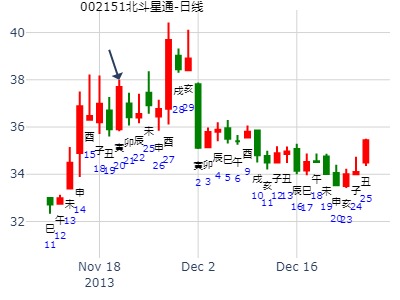 002151北斗星通-日线
40
38
36
34
32
巳 午 未 申 酉 子 丑 寅 卯 辰 未 申 酉 戌 亥 寅 卯 辰 巳 午 酉 戌 亥 子 丑 辰 巳 午 未 申 亥 子 丑
11 12 13 14 15 18 19 20 21 22 25 26 27 28 29 2 3 4 5 6 9 10 11 12 13 16 17 18 19 20 23 24 25
Nov 18 Dec 2 Dec 16
2013